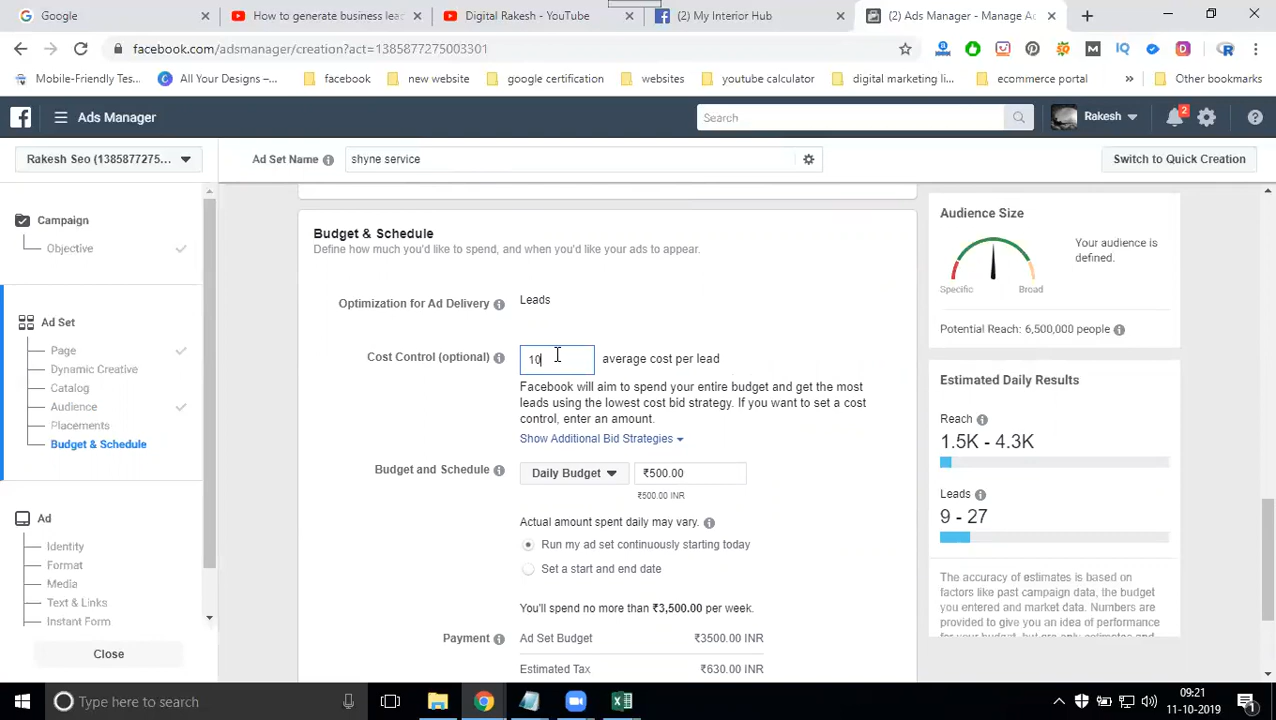 Google
How to generate business le
Digital Rakesh - YouTube
(2) My Interior Hub
(2) Ads Manager - Manage Ad
facebook.com/adsmanager/creation?act=1385877275003301
Mobile-Friendly Tes...
All Your Designs –...
facebook
new website
google certification
websites
youtube calculator
digital marketing li...
ecommerce portal
Other bookmarks
Ads Manager
Search
Rakesh
2
Rakesh Seo (1385877275...
Ad Set Name
shyne service
Switch to Quick Creation
Campaign
Objective
Ad Set
Page
Dynamic Creative
Catalog
Audience
Placements
Budget & Schedule
Ad
Identity
Format
Media
Text & Links
Instant Form
Close
Budget & Schedule
Define how much you'd like to spend, and when you'd like your ads to appear.
Optimization for Ad Delivery
Leads
Cost Control (optional)
10
average cost per lead
Facebook will aim to spend your entire budget and get the most
leads using the lowest cost bid strategy. If you want to set a cost
control, enter an amount.
Show Additional Bid Strategies
Budget and Schedule
Daily Budget
₹500.00
₹500.00 INR
Actual amount spent daily may vary.
Run my ad set continuously starting today
Set a start and end date
You'll spend no more than ₹3,500.00 per week.
Payment
Ad Set Budget
₹3500.00 INR
Estimated Tax
₹630.00 INR
Audience Size
Your audience is
defined.
Specific
Broad
Potential Reach: 6,500,000 people
Estimated Daily Results
Reach
1.5K - 4.3K
Leads
9 - 27
The accuracy of estimates is based on
factors like past campaign data, the budget
you entered and market data. Numbers are
provided to give you an idea of performance
for your budget, but are only estimates and
Type here to search
09:21
11-10-2019
1